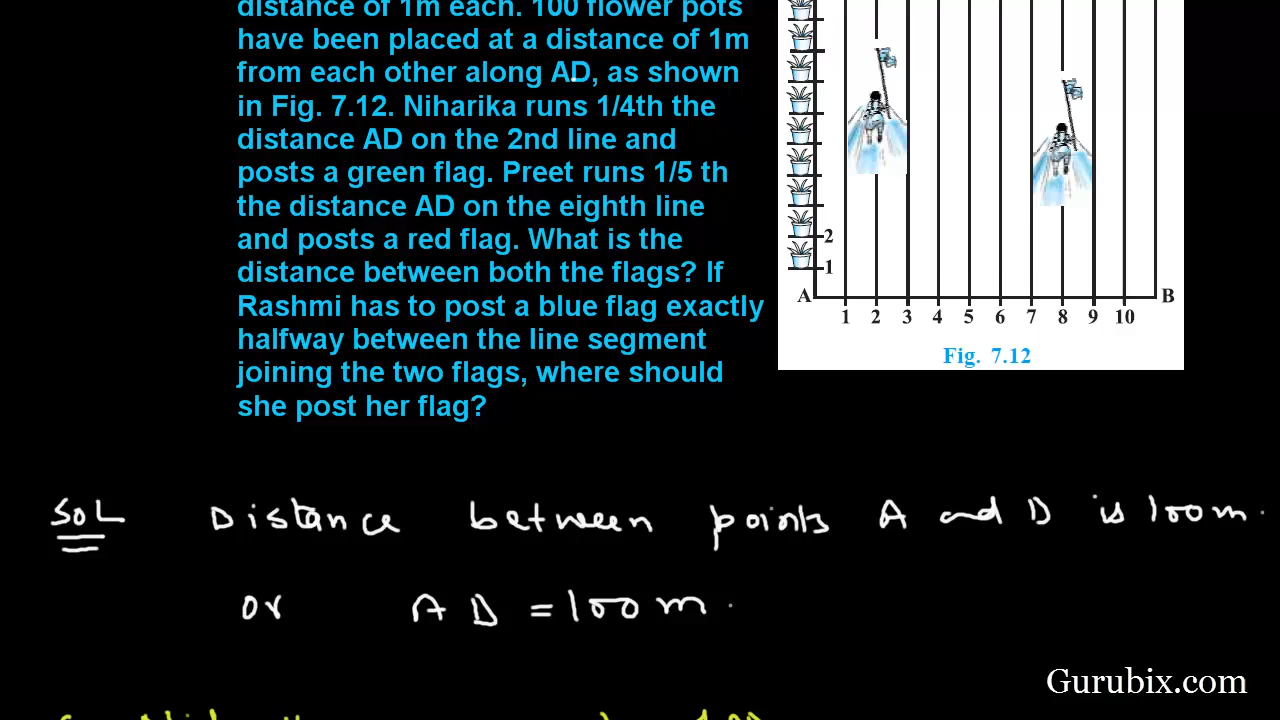 distance of 1m each. 100 flower pots
have been placed at a distance of 1m
from each other along AD, as shown
in Fig. 7.12. Niharika runs 1/4th the
distance AD on the 2nd line and
posts a green flag. Preet runs 1/5 th
the distance AD on the eighth line
and posts a red flag. What is the
distance between both the flags? If
Rashmi has to post a blue flag exactly
halfway between the line segment
joining the two flags, where should
she post her flag?
2
1
A B
1 2 3 4 5 6 7 8 9 10
Fig. 7.12
SOL Distance between points A and D is 100m.
or AD = 100m.
Gurubix.com